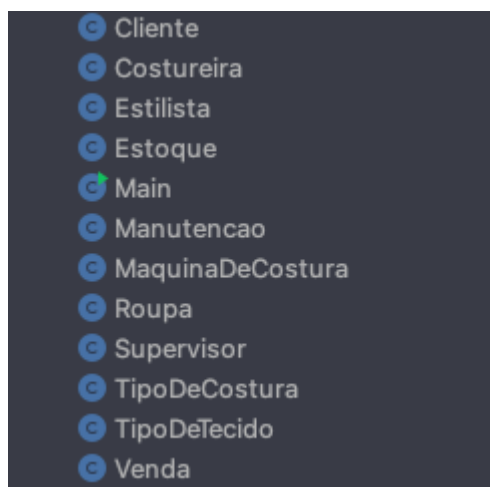 Cliente
Costureira
Estilista
Estoque
Main
Manutencao
MaquinaDeCostura
Roupa
Supervisor
TipoDeCostura
TipoDeTecido
Venda